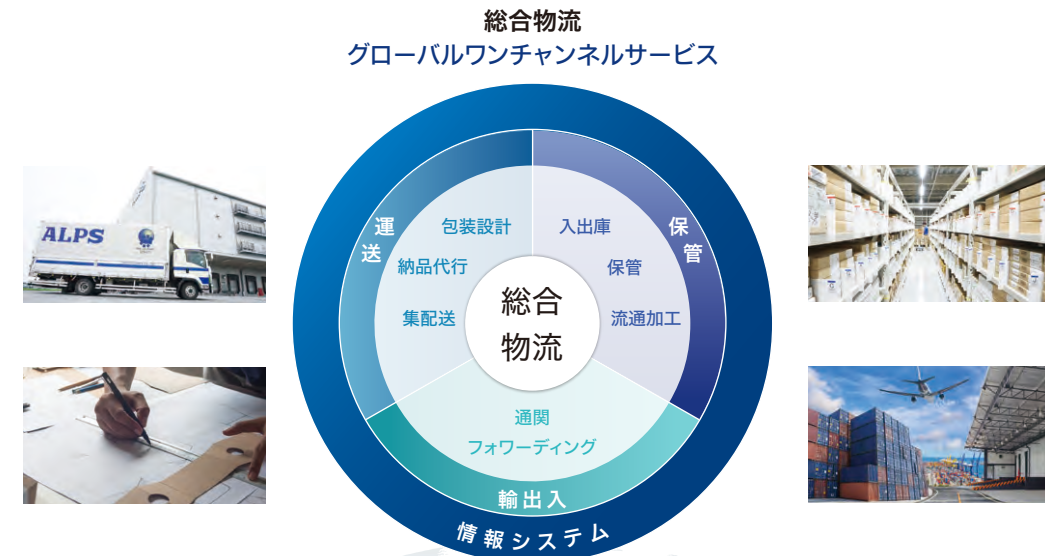 総合物流
グローバルワンチャンネルサービス
運送
包装設計
納品代行
集配送
保管
入出庫
保管
流通加工
総合
物流
通関
フォワーディング
輸出入
情報システム
ALPS